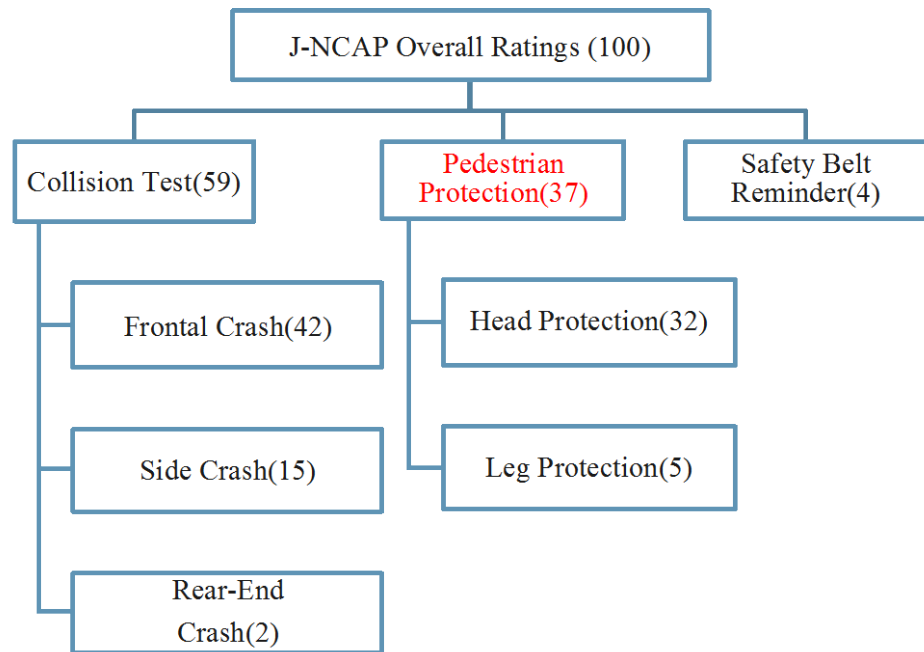 J-NCAP Overall Ratings (100)
Collision Test(59)
Pedestrian
Protection(37)
Safety Belt
Reminder(4)
Frontal Crash(42)
Head Protection(32)
Side Crash(15)
Leg Protection(5)
Rear-End
Crash(2)